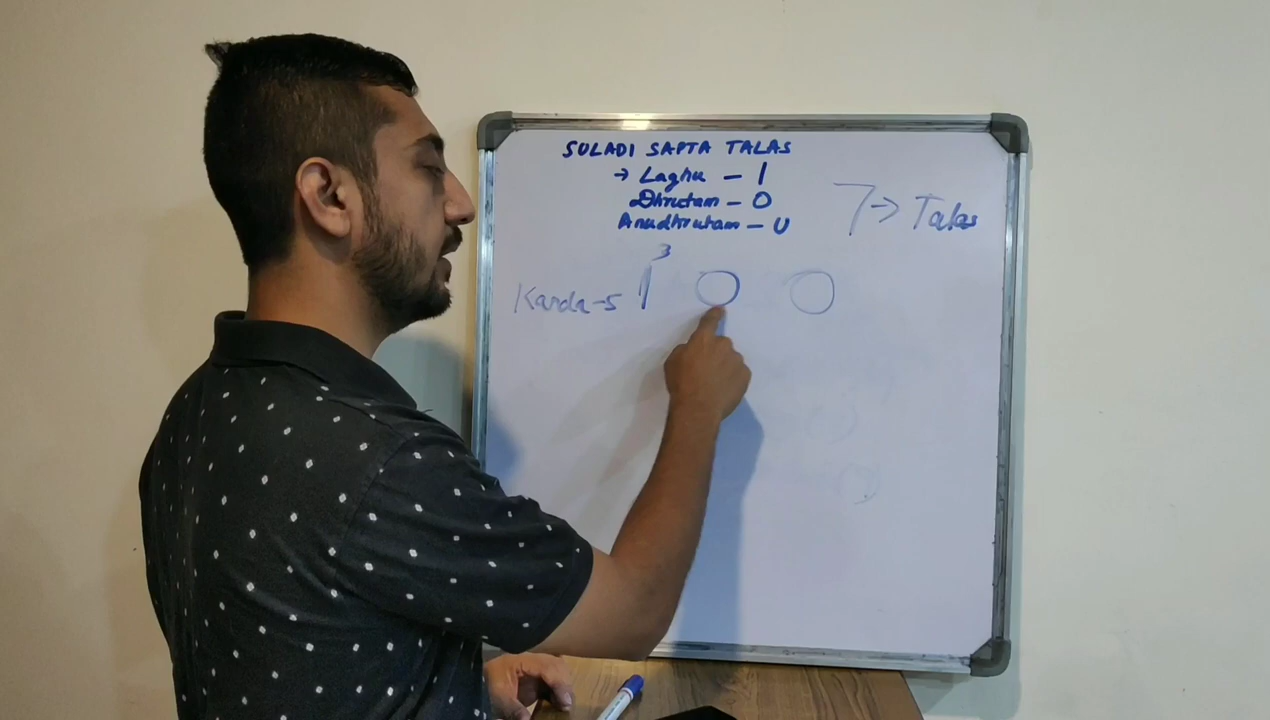 SULADI SAPTA TALAS
→ Laghu - |
Dhrutam - O
Anudhrutam - U
7 → Talas
Kanda-5 |³ O O